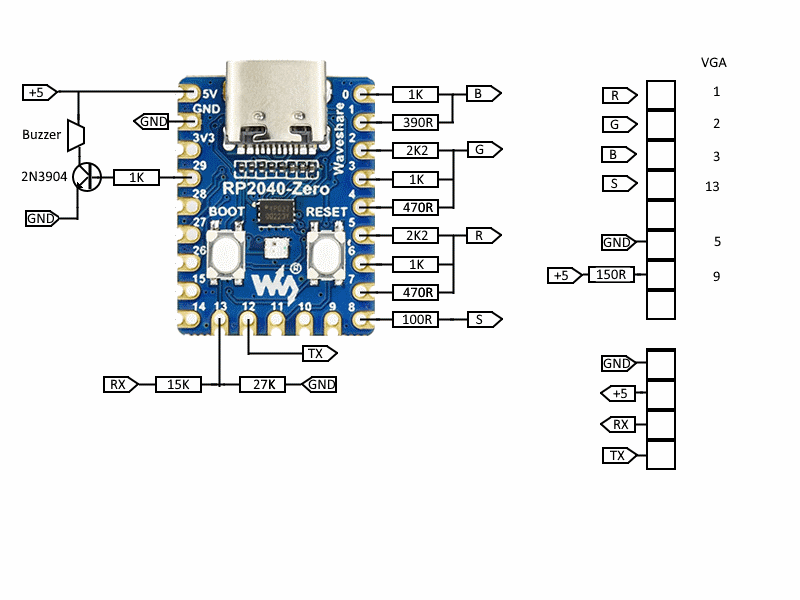 VGA
+5
5V
0
1K
B
R
1
GND
GND
1
390R
G
2
Buzzer
3V3
2
2K2
G
B
3
2N3904
1K
29
3
1K
S
13
Waveshare
RP2040-Zero
28
4
470R
GND
BOOT
RESET
27
5
2K2
R
GND
5
26
6
1K
+5
150R
9
15
7
470R
14
13
12
11
10
9
8
100R
S
TX
RX
15K
27K
GND
GND
+5
RX
TX